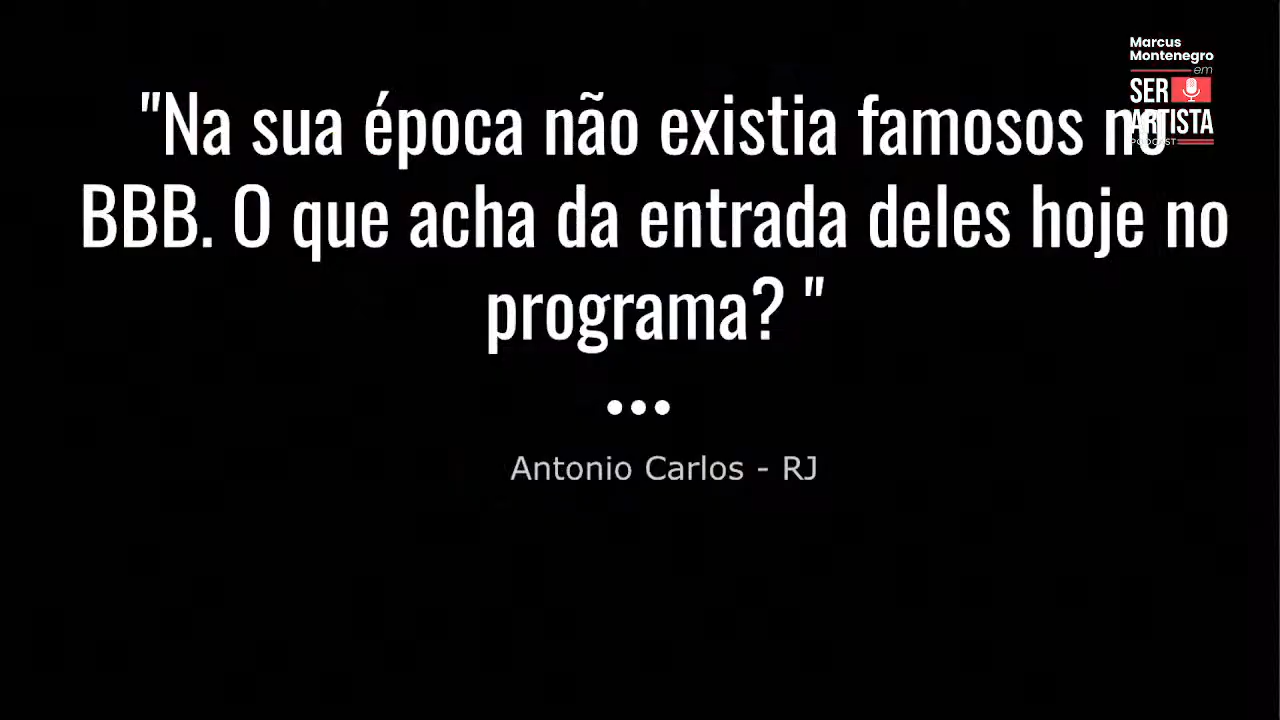 Marcus
Montenegro
em
SER
ARTISTA
PODCAST
"Na sua época não existia famosos no
BBB. O que acha da entrada deles hoje no
programa? "
Antonio Carlos - RJ